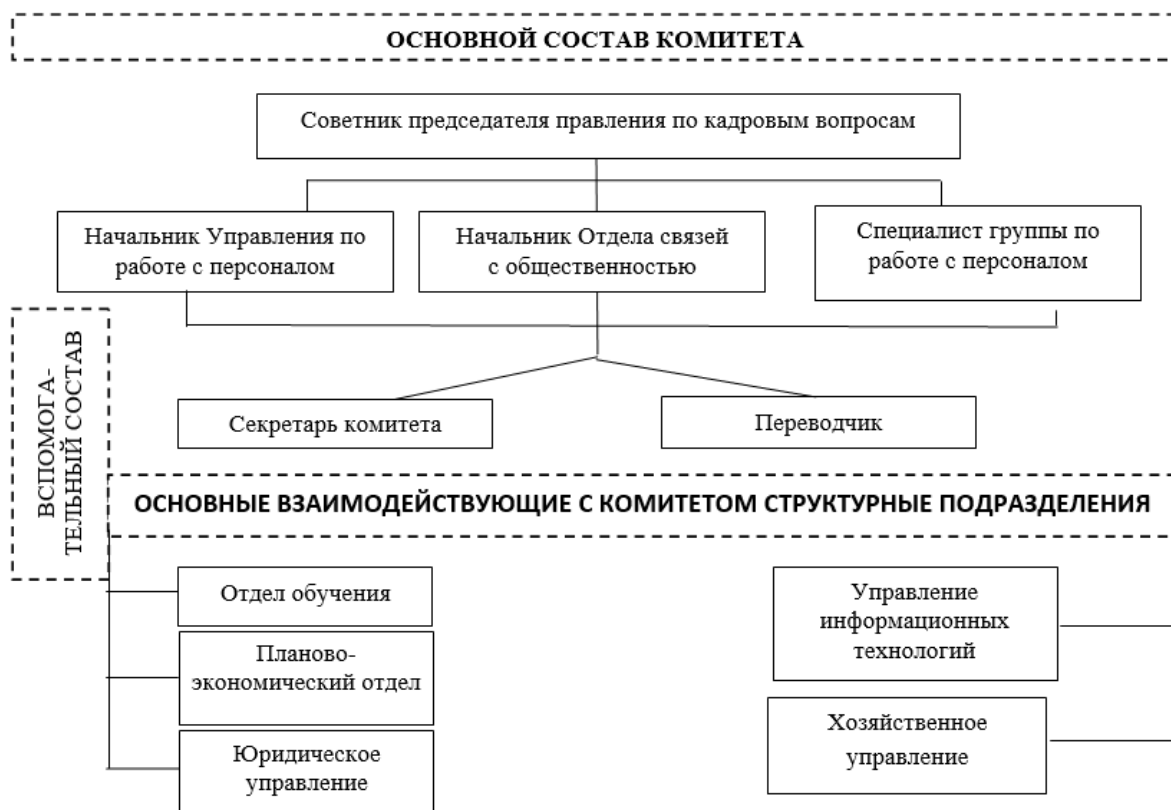 ОСНОВНОЙ СОСТАВ КОМИТЕТА
Советник председателя правления по кадровым вопросам
Начальник Управления по
работе с персоналом
Начальник Отдела связей
с общественностью
Специалист группы по
работе с персоналом
ВСПОМОГА-
ТЕЛЬНЫЙ СОСТАВ
Секретарь комитета
Переводчик
ОСНОВНЫЕ ВЗАИМОДЕЙСТВУЮЩИЕ С КОМИТЕТОМ СТРУКТУРНЫЕ ПОДРАЗДЕЛЕНИЯ
Отдел обучения
Планово-
экономический отдел
Юридическое
управление
Управление
информационных
технологий
Хозяйственное
управление